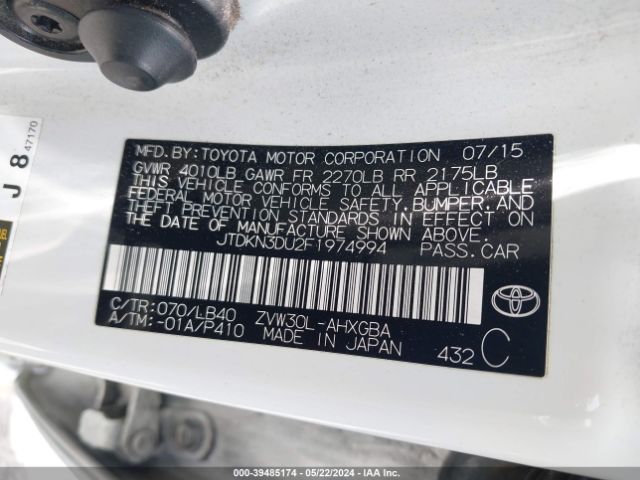 J 8 47170
MFD.BY:TOYOTA MOTOR CORPORATION 07/15
GVWR 4010LB GAWR FR 2270LB RR 2175LB
THIS VEHICLE CONFORMS TO ALL APPLICABLE
FEDERAL MOTOR VEHICLE SAFETY,BUMPER,AND
THEFT PREVENTION STANDARDS IN EFFECT ON
THE DATE OF MANUFACTURE SHOWN ABOVE.
JTDKN3DU2F1974994 PASS.CAR
C/TR:070/LB40 ZVW30L-AHXGBA
A/TM:-01A/P410 MADE IN JAPAN 432 C
000-39485174 - 05/22/2024 - IAA Inc.